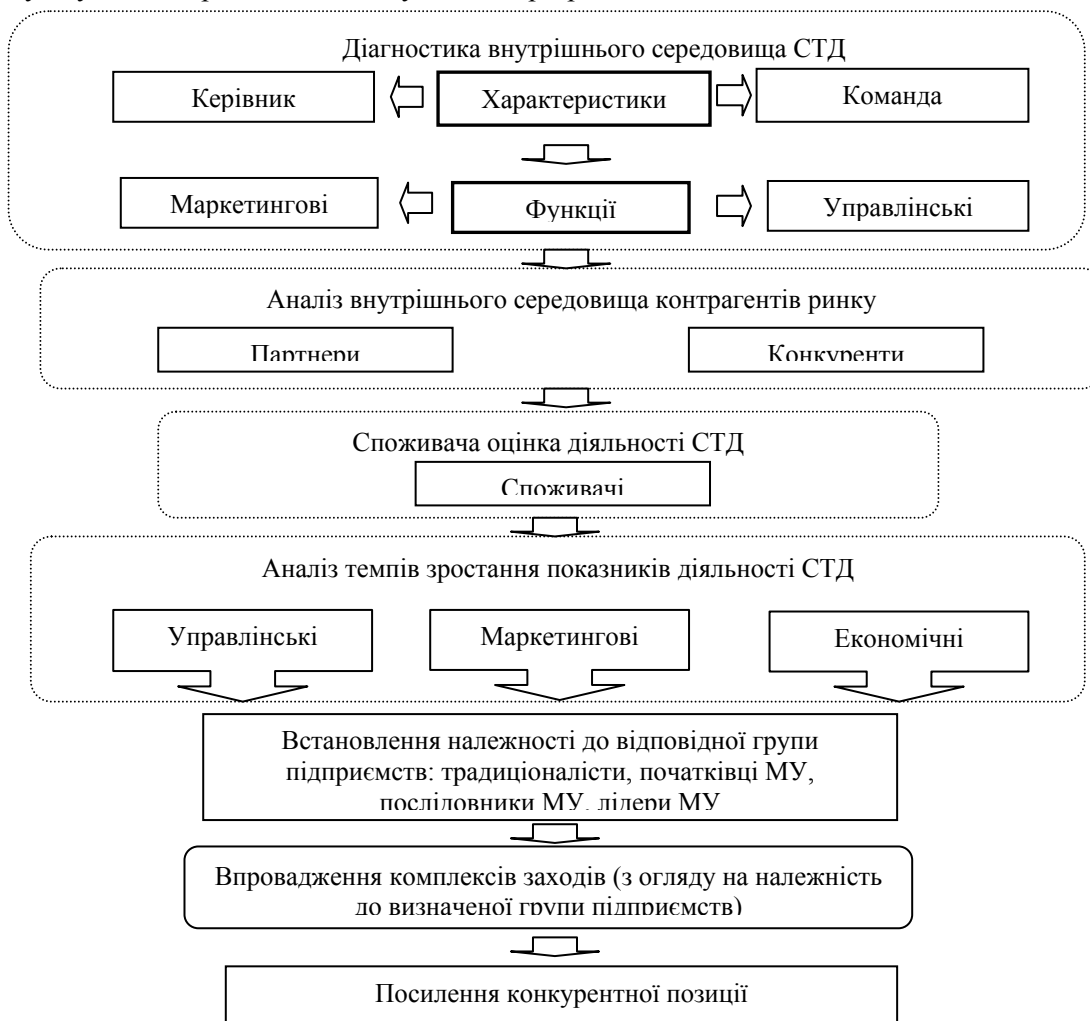 Діагностика внутрішнього середовища СТД
Керівник
Характеристики
Команда
Маркетингові
Функції
Управлінські
Аналіз внутрішнього середовища контрагентів ринку
Партнери
Конкуренти
Споживача оцінка діяльності СТД
Споживачі
Аналіз темпів зростання показників діяльності СТД
Управлінські
Маркетингові
Економічні
Встановлення належності до відповідної групи
підприємств: традиціоналісти, початківці МУ,
послідовники МУ, лідери МУ
Впровадження комплексів заходів (з огляду на належність
до визначеної групи підприємств)
Посилення конкурентної позиції